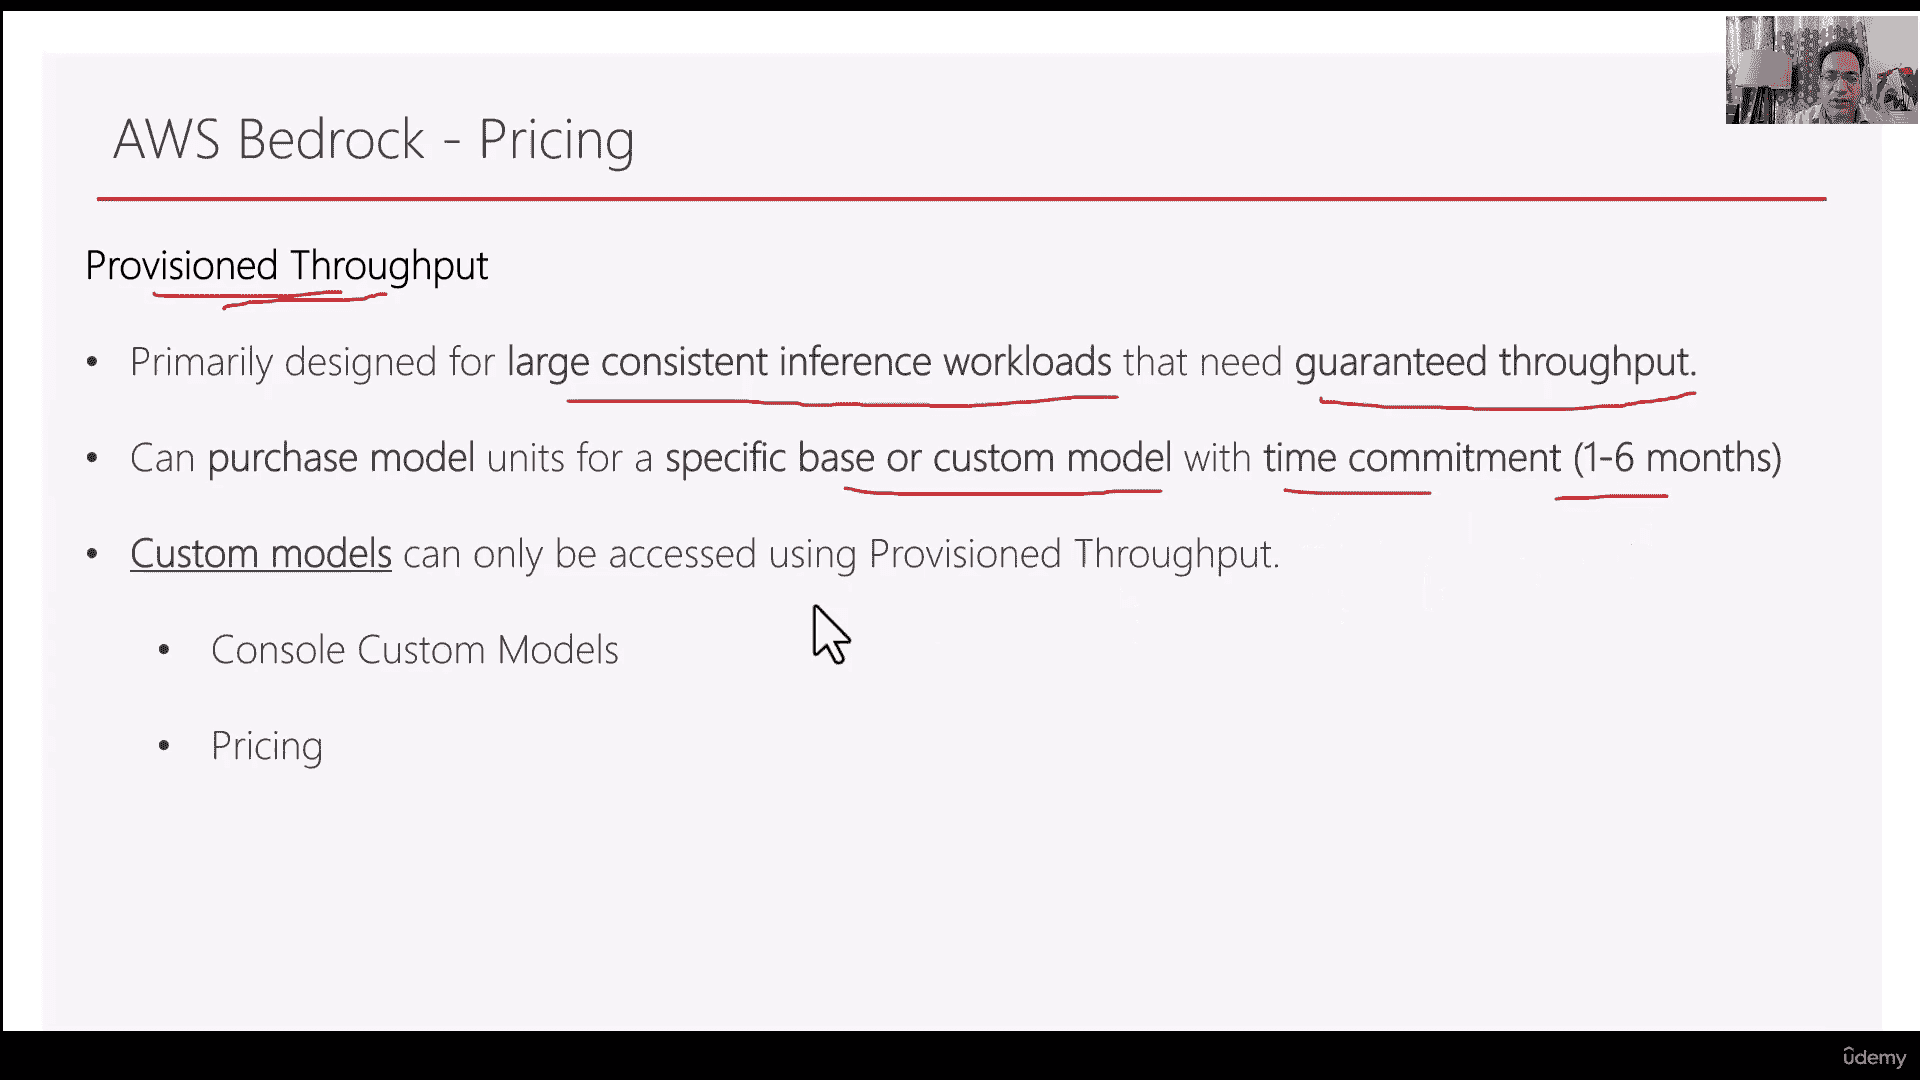 AWS Bedrock - Pricing
Provisioned Throughput
• Primarily designed for large consistent inference workloads that need guaranteed throughput.
• Can purchase model units for a specific base or custom model with time commitment (1-6 months)
• Custom models can only be accessed using Provisioned Throughput.
• Console Custom Models
• Pricing
ûdemy